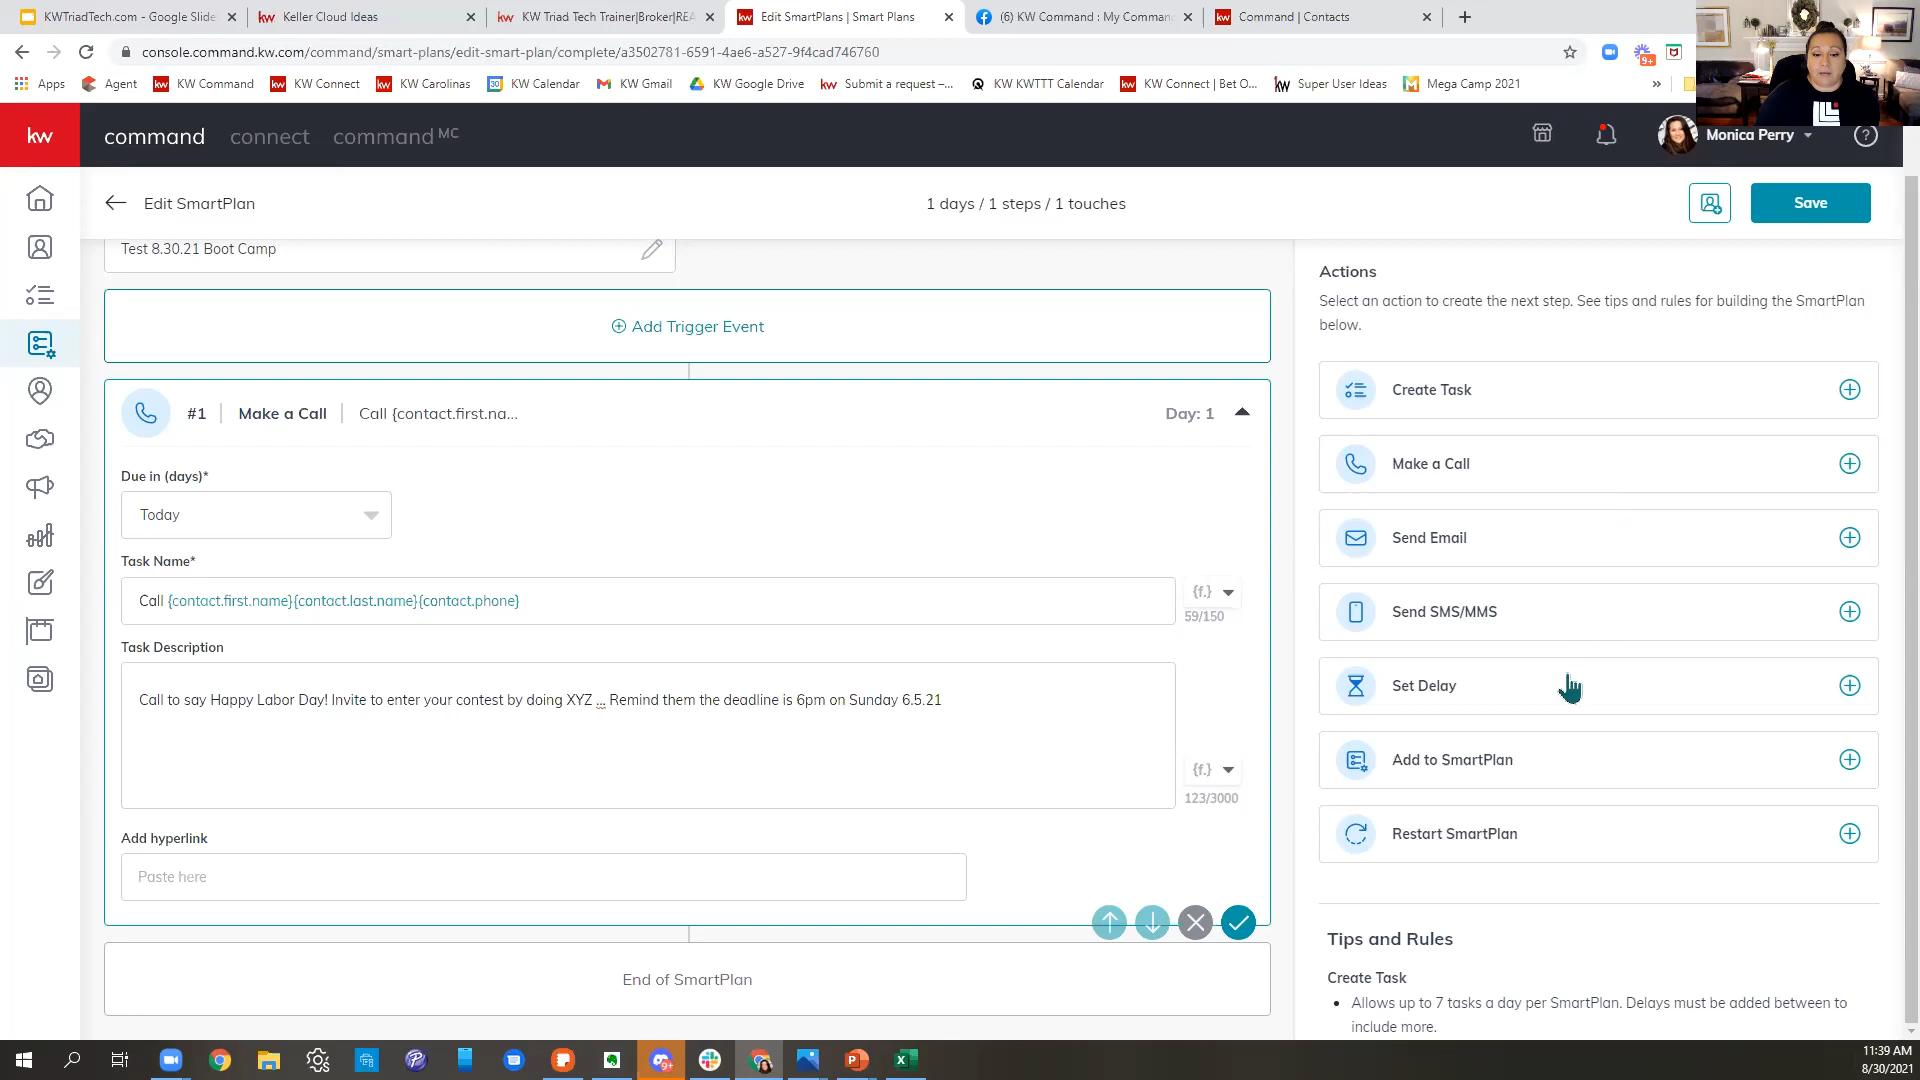 KWTriadTech.com - Google Slide
Keller Cloud Ideas
KW Triad Tech Trainer|Broker|REA
Edit SmartPlans | Smart Plans
(6) KW Command : My Comman
Command | Contacts
console.command.kw.com/command/smart-plans/edit-smart-plan/complete/a3502781-6591-4ae6-a527-9f4cad746760
9+
Apps
Agent
KW Command
KW Connect
KW Carolinas
KW Calendar
KW Gmail
KW Google Drive
Submit a request –...
KW KWTTT Calendar
KW Connect | Bet O...
Super User Ideas
Mega Camp 2021
»
kw
command
connect
command MC
Monica Perry
Edit SmartPlan
1 days / 1 steps / 1 touches
Save
Test 8.30.21 Boot Camp
Add Trigger Event
#1
Make a Call
Call {contact.first.na...
Day: 1
Due in (days)*
Today
Task Name*
Call {contact.first.name}{contact.last.name}{contact.phone}
{f.}
59/150
Task Description
Call to say Happy Labor Day! Invite to enter your contest by doing XYZ ... Remind them the deadline is 6pm on Sunday 6.5.21
{f.}
123/3000
Add hyperlink
Paste here
End of SmartPlan
Actions
Select an action to create the next step. See tips and rules for building the SmartPlan
below.
Create Task
Make a Call
Send Email
Send SMS/MMS
Set Delay
Add to SmartPlan
Restart SmartPlan
Tips and Rules
Create Task
• Allows up to 7 tasks a day per SmartPlan. Delays must be added between to
include more.
9+
11:39 AM
8/30/2021